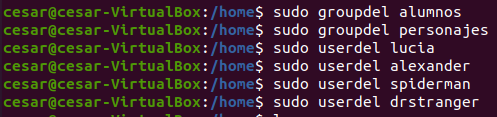 cesar@cesar-VirtualBox:/home$ sudo groupdel alumnos
cesar@cesar-VirtualBox:/home$ sudo groupdel personajes
cesar@cesar-VirtualBox:/home$ sudo userdel lucia
cesar@cesar-VirtualBox:/home$ sudo userdel alexander
cesar@cesar-VirtualBox:/home$ sudo userdel spiderman
cesar@cesar-VirtualBox:/home$ sudo userdel drstranger